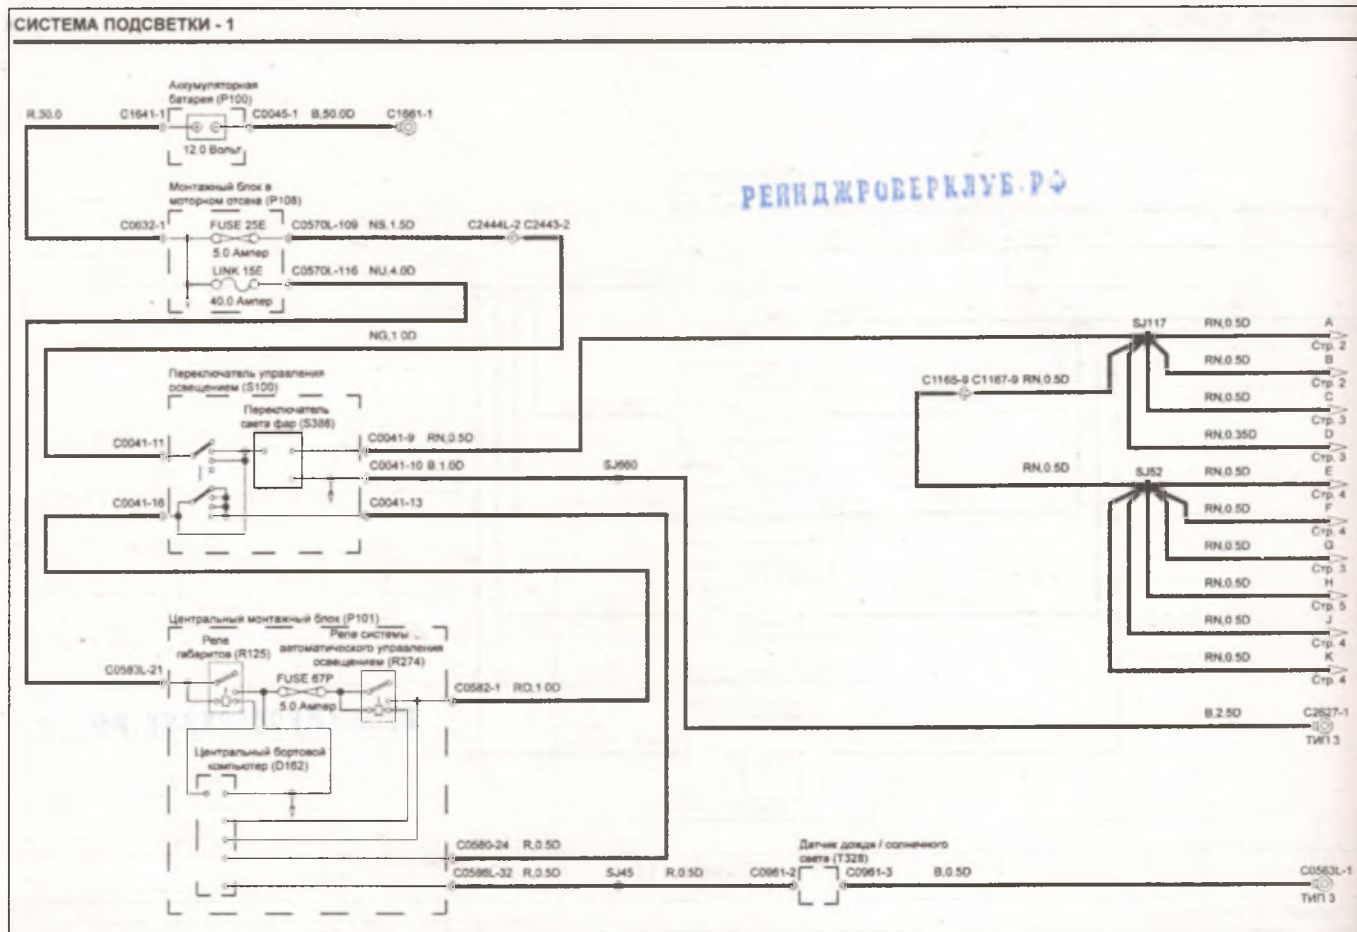 СИСТЕМА ПОДСВЕТКИ - 1
Аккумуляторная
батарея (P100)
R,30.0
C1641-1
C0045-1 B,50.0D
C1661-1
12.0 Вольт
РЕЙНДЖРОВЕРКЛУБ.РФ
Монтажный блок в
моторном отсеке (P108)
C0632-1
FUSE 25E
C0570L-109 NS,1.5D
C2444L-2 C2443-2
5.0 Ампер
LINK 15E
C0570L-116 NU,4.0D
40.0 Ампер
NG,1.0D
SJ117
RN,0.5D
A
Стр. 2
RN,0.5D
B
Стр. 2
C1165-9 C1167-9 RN,0.5D
RN,0.5D
C
Стр. 3
RN,0.35D
D
Стр. 3
Переключатель управления
освещением (S100)
Переключатель
света фар (S386)
C0041-11
C0041-9 RN,0.5D
C0041-10 B,1.0D
SJ660
C0041-16
C0041-13
RN,0.5D
SJ52
RN,0.5D
E
Стр. 4
RN,0.5D
F
Стр. 4
RN,0.5D
G
Стр. 3
RN,0.5D
H
Стр. 5
RN,0.5D
J
Стр. 4
RN,0.5D
K
Стр. 4
Центральный монтажный блок (P101)
Реле
габаритов (R125)
Реле системы
автоматического управления
освещением (R274)
C0583L-21
FUSE 67P
5.0 Ампер
C0582-1 RO,1.0D
B,2.5D
C2627-1
ТИП 3
Центральный бортовой
компьютер (D162)
C0580-24 R,0.5D
C0586L-32 R,0.5D
SJ45
R,0.5D
Датчик дождя / солнечного
света (T328)
C0961-2
C0961-3
B,0.5D
C0563L-1
ТИП 3